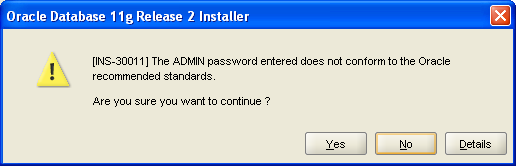 Oracle Database 11g Release 2 Installer
[INS-30011] The ADMIN password entered does not conform to the Oracle
recommended standards.
Are you sure you want to continue ?
Yes
No
Details